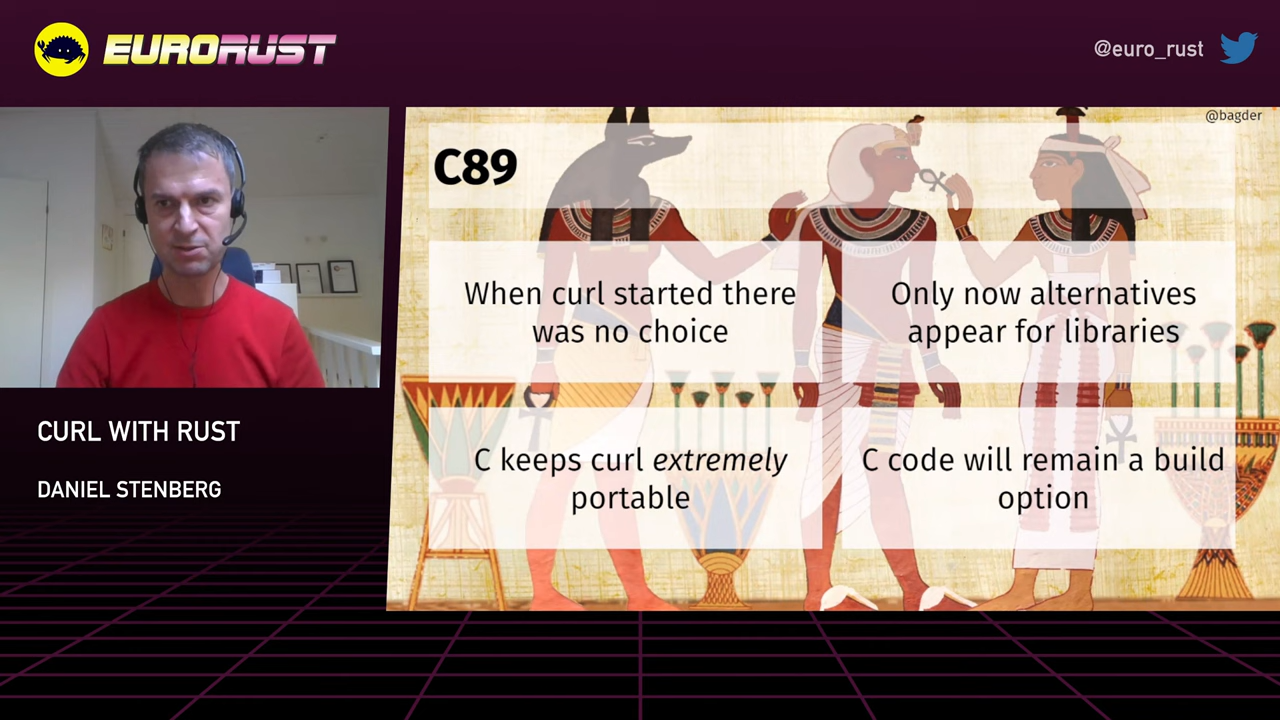 EURORUST
@euro_rust
@bagder
C89
When curl started there
was no choice
Only now alternatives
appear for libraries
C keeps curl extremely
portable
C code will remain a build
option
CURL WITH RUST
DANIEL STENBERG